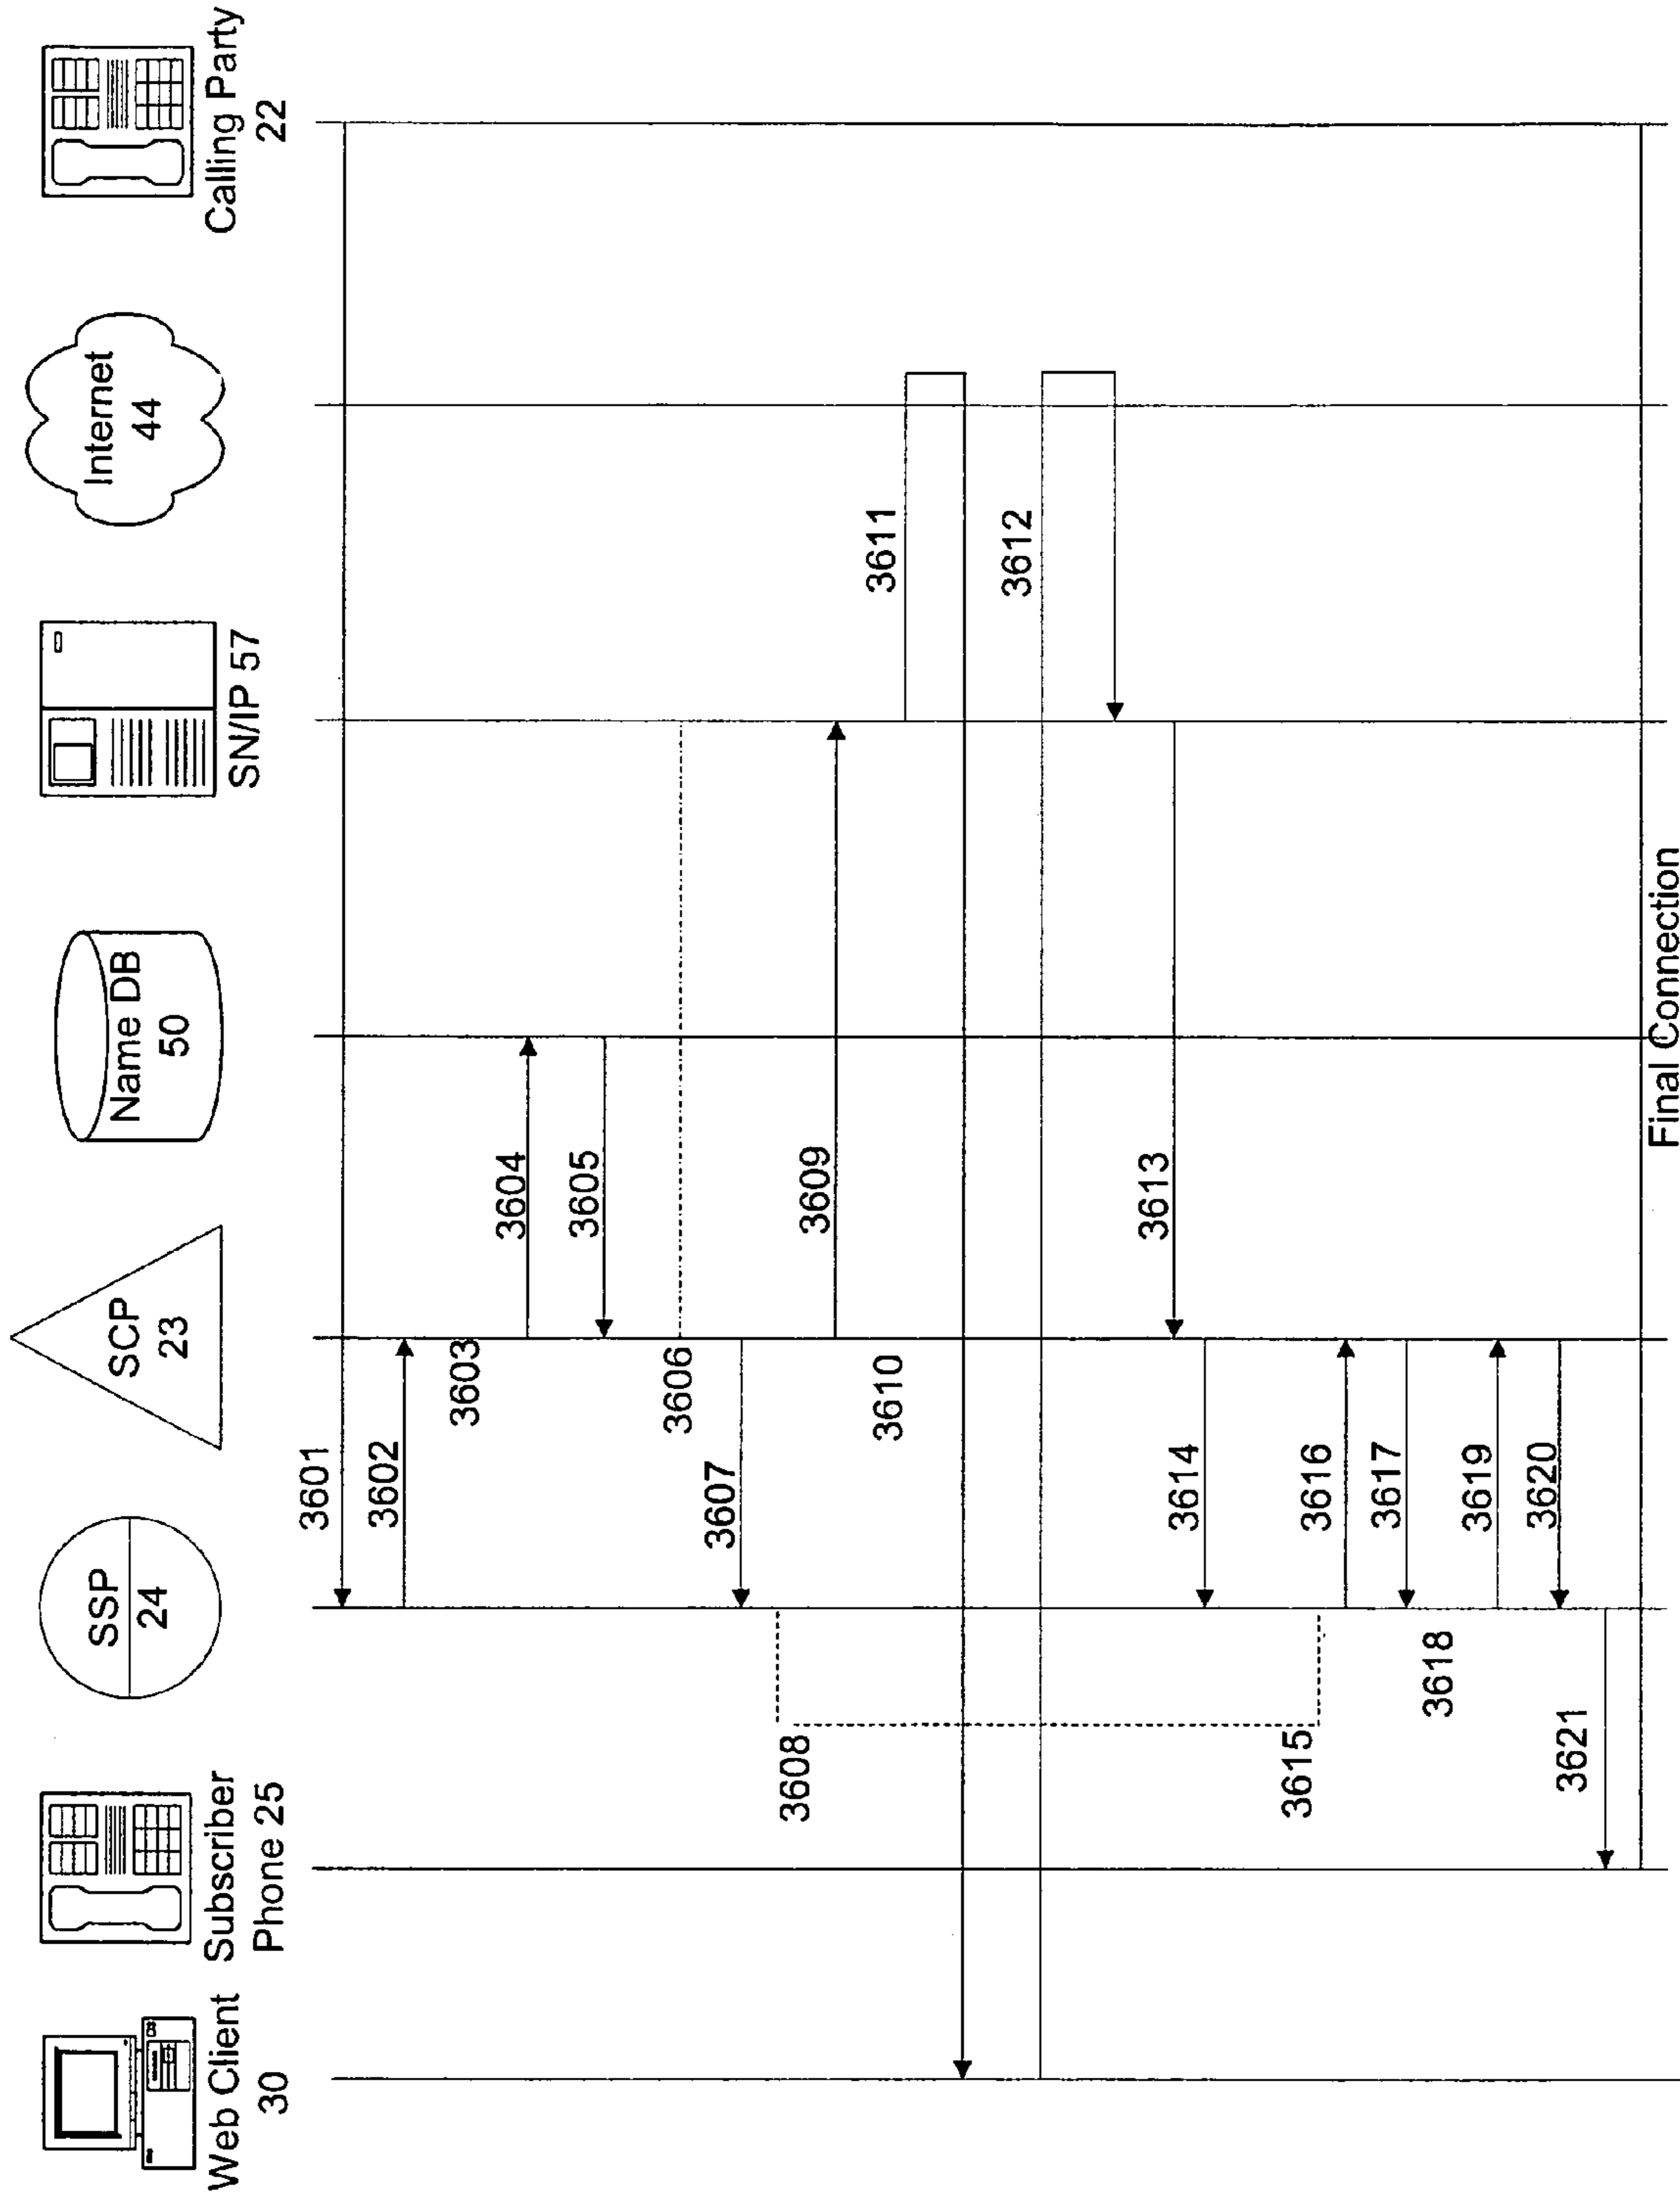 Web Client
30
Subscriber
Phone 25
SSP
24
SCP
23
Name DB
50
SN/IP 57
Internet
44
Calling Party
22
3601
3602
3603
3604
3605
3606
3607
3608
3609
3610
3611
3612
3613
3614
3615
3616
3617
3618
3619
3620
3621
Final Connection